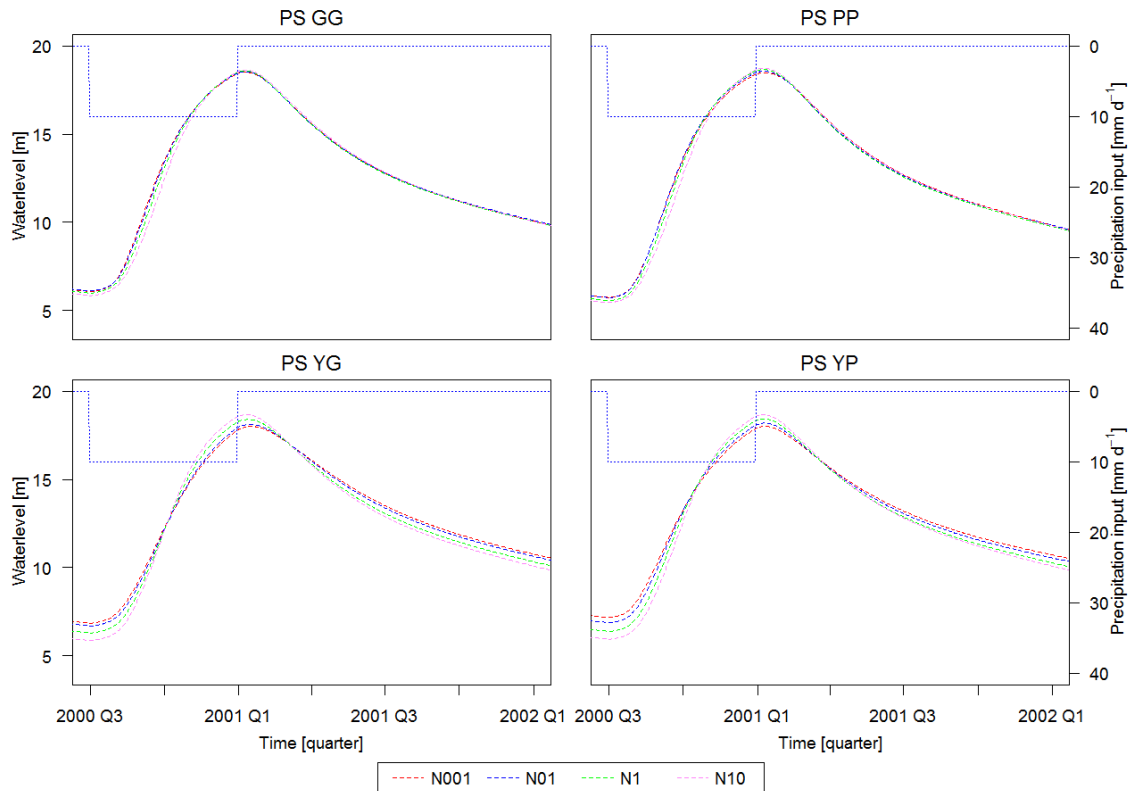 PS GG
PS PP
20
15
10
5
Waterlevel [m]
0
10
20
30
40
Precipitation input [mm d⁻¹]
PS YG
PS YP
20
15
10
5
Waterlevel [m]
0
10
20
30
40
Precipitation input [mm d⁻¹]
2000 Q3 2001 Q1 2001 Q3 2002 Q1
Time [quarter]
2000 Q3 2001 Q1 2001 Q3 2002 Q1
Time [quarter]
N001 N01 N1 N10